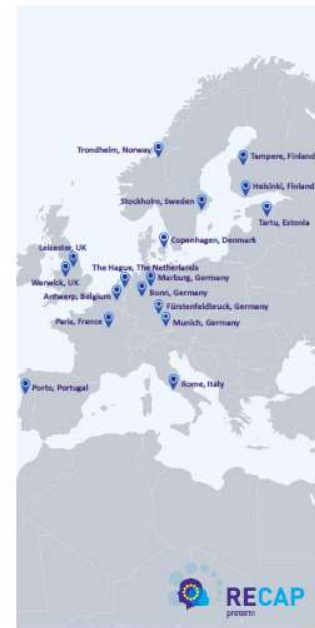 Trondheim, Norway
Tampere, Finland
Helsinki, Finland
Stockholm, Sweden
Tartu, Estonia
Copenhagen, Denmark
Leicester, UK
The Hague, The Netherlands
Warwick, UK
Marburg, Germany
Antwerp, Belgium
Bonn, Germany
Fürstenfeldbruck, Germany
Paris, France
Munich, Germany
Porto, Portugal
Rome, Italy
RECAP
preterm